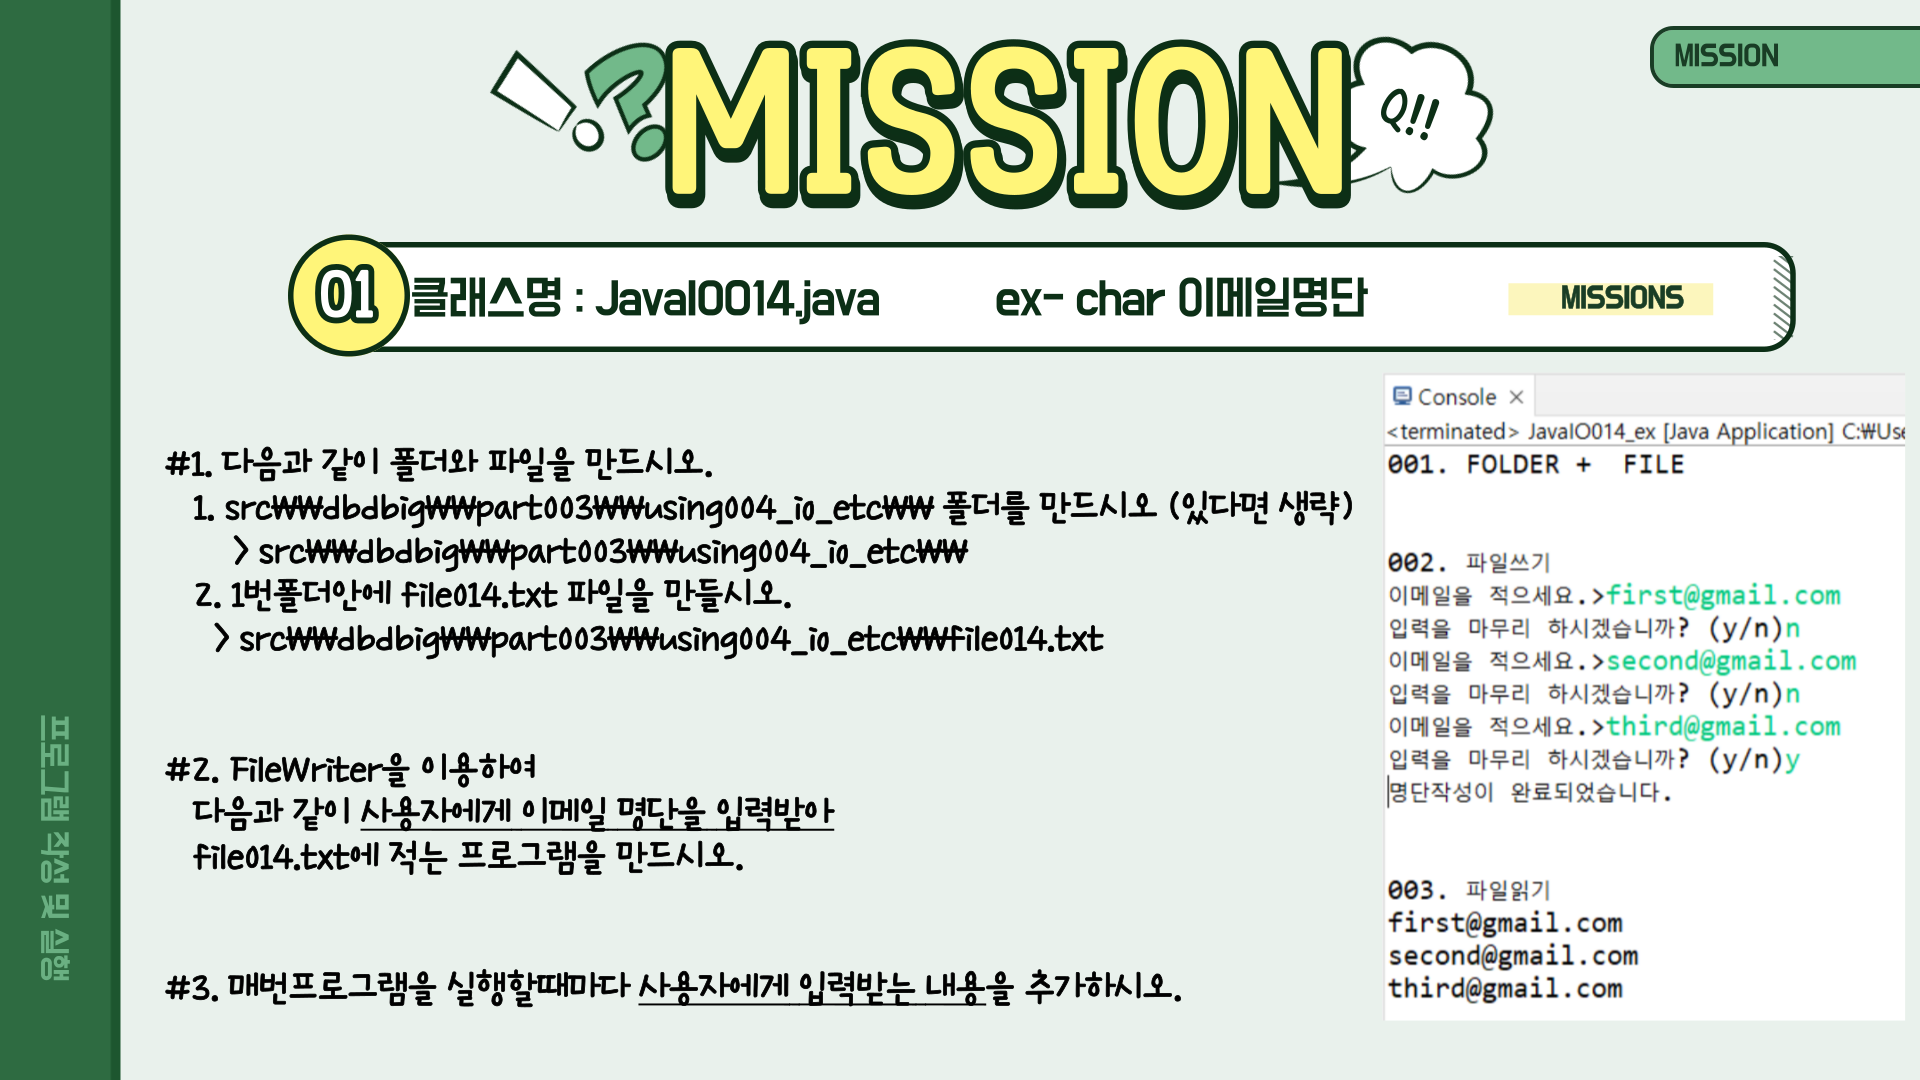 MISSION
!?MISSION
Q!!
01 클래스명 : JavaIO014.java ex- char 이메일명단 MISSIONS
#1. 다음과 같이 폴더와 파일을 만드시오.
1. src₩₩dbdbig₩₩part003₩₩using004_io_etc₩₩ 폴더를 만드시오 (있다면 생략)
> src₩₩dbdbig₩₩part003₩₩using004_io_etc₩₩
2. 1번폴더안에 file014.txt 파일을 만들시오.
> src₩₩dbdbig₩₩part003₩₩using004_io_etc₩₩file014.txt
#2. FileWriter을 이용하여
다음과 같이 사용자에게 이메일 명단을 입력받아
file014.txt에 적는 프로그램을 만드시오.
#3. 매번프로그램을 실행할때마다 사용자에게 입력받는 내용을 추가하시오.
Console
<terminated> JavaIO014_ex [Java Application] C:₩Use
001. FOLDER + FILE
002. 파일쓰기
이메일을 적으세요.>first@gmail.com
입력을 마무리 하시겠습니까? (y/n)n
이메일을 적으세요.>second@gmail.com
입력을 마무리 하시겠습니까? (y/n)n
이메일을 적으세요.>third@gmail.com
입력을 마무리 하시겠습니까? (y/n)y
명단작성이 완료되었습니다.
003. 파일읽기
first@gmail.com
second@gmail.com
third@gmail.com
프로그램 작성 및 실행